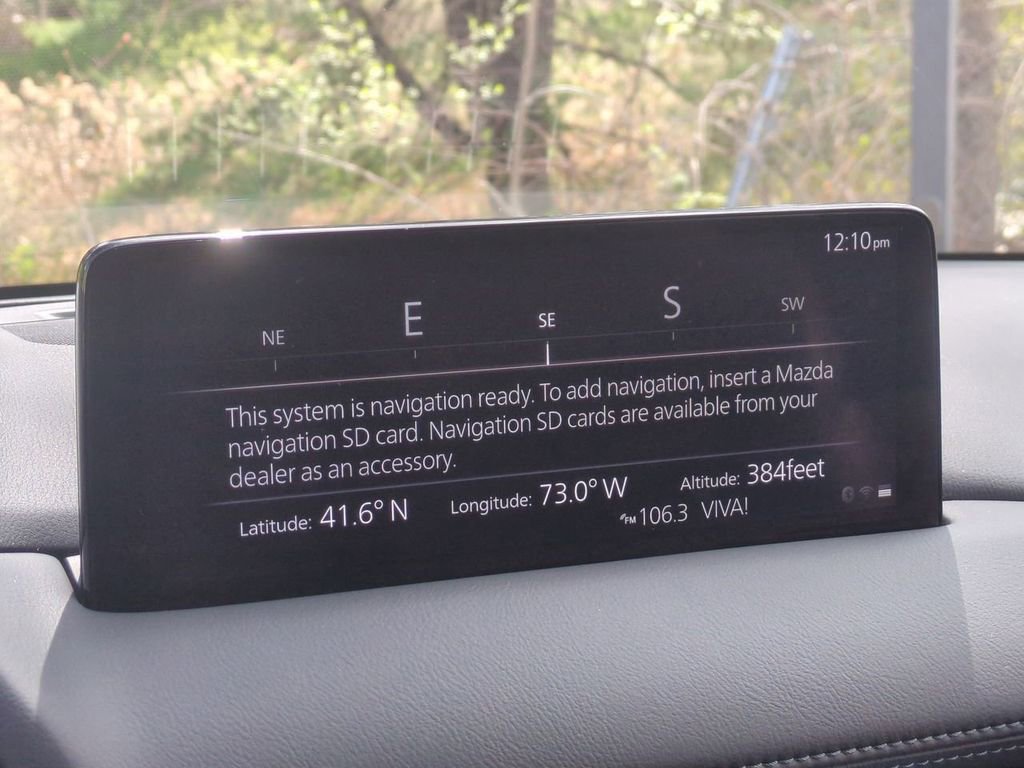 12:10pm
NE E SE S SW
This system is navigation ready. To add navigation, insert a Mazda
navigation SD card. Navigation SD cards are available from your
dealer as an accessory.
Latitude: 41.6° N Longitude: 73.0° W Altitude: 384feet
FM 106.3 VIVA!